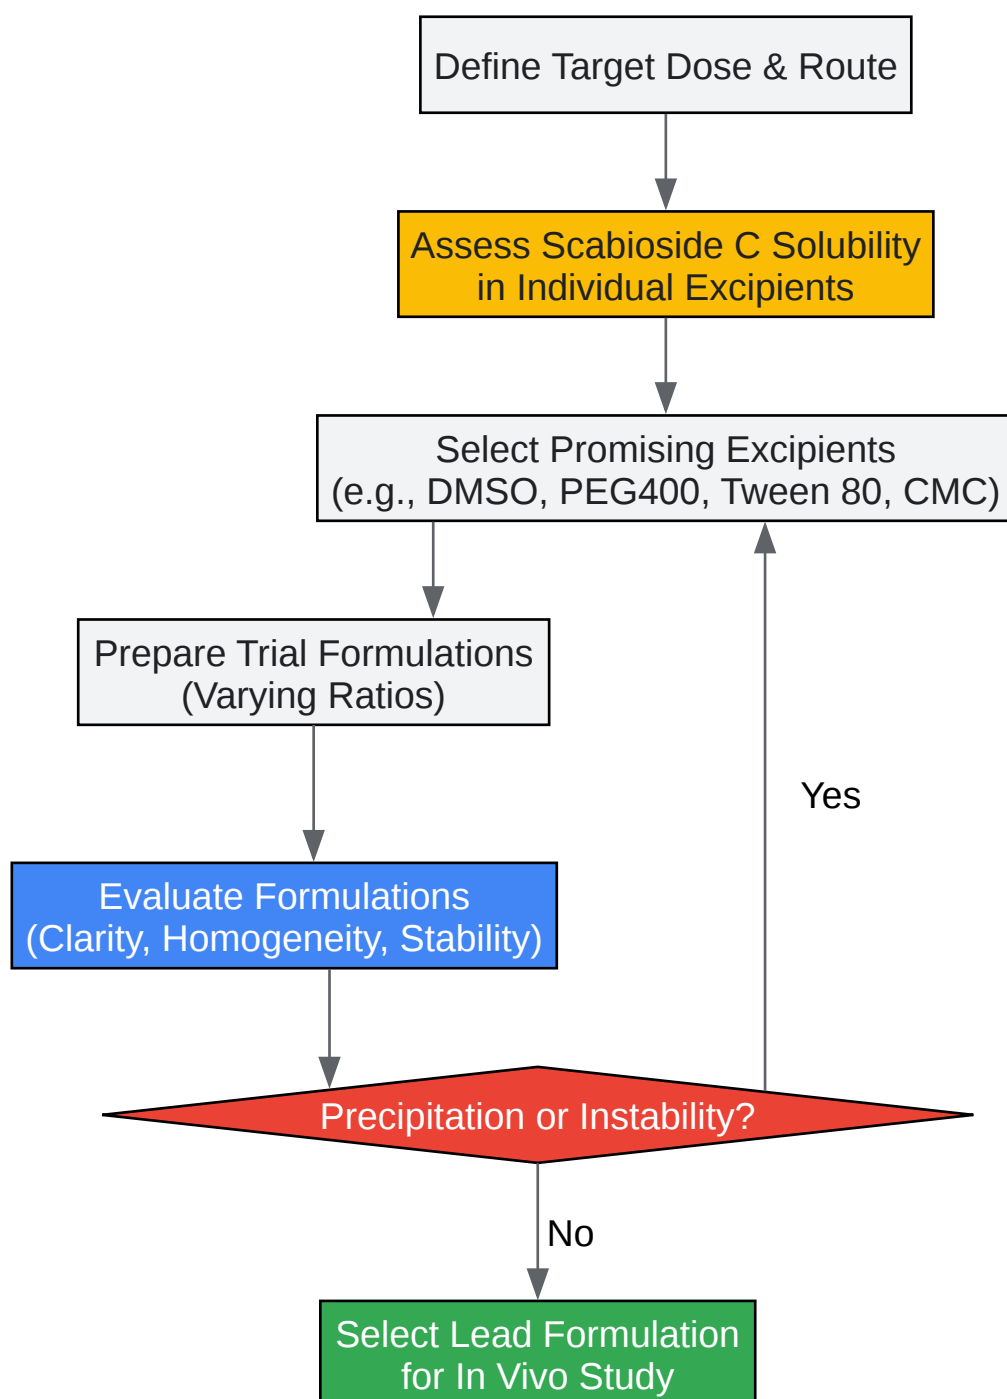 Define Target Dose & Route
Assess Scabioside C Solubility
in Individual Excipients
Select Promising Excipients
(e.g., DMSO, PEG400, Tween 80, CMC)
Prepare Trial Formulations
(Varying Ratios)
Yes
Evaluate Formulations
(Clarity, Homogeneity, Stability)
Precipitation or Instability?
No
Select Lead Formulation
for In Vivo Study